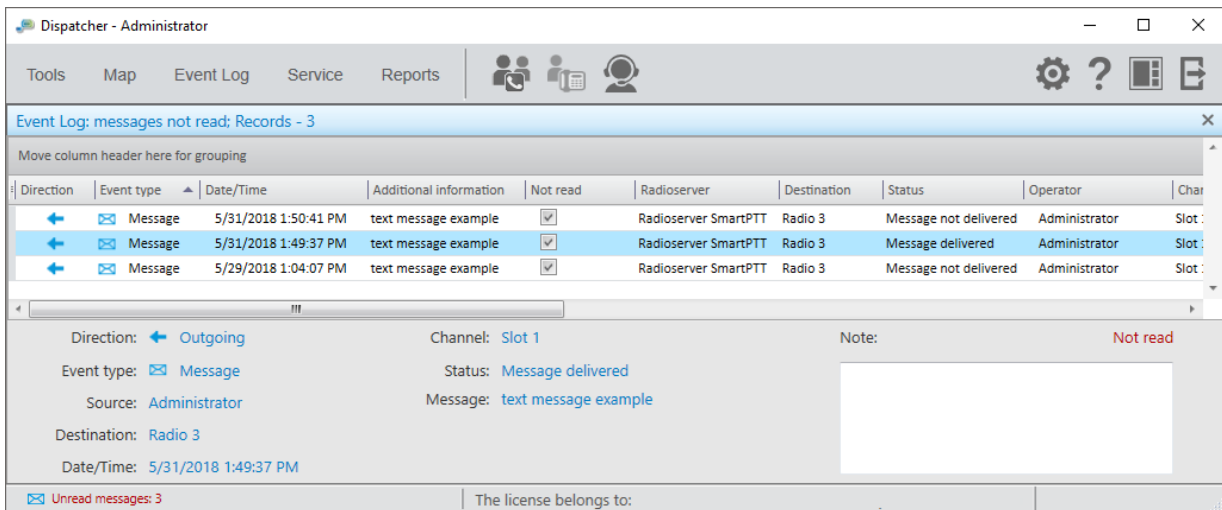 Dispatcher - Administrator
Tools Map Event Log Service Reports
Event Log: messages not read; Records - 3
Move column header here for grouping
Direction Event type Date/Time Additional information Not read Radioserver Destination Status Operator Char
Message 5/31/2018 1:50:41 PM text message example Radioserver SmartPTT Radio 3 Message not delivered Administrator Slot
Message 5/31/2018 1:49:37 PM text message example Radioserver SmartPTT Radio 3 Message delivered Administrator Slot
Message 5/29/2018 1:04:07 PM text message example Radioserver SmartPTT Radio 3 Message not delivered Administrator Slot
Direction: Outgoing Channel: Slot 1 Note: Not read
Event type: Message Status: Message delivered
Source: Administrator Message: text message example
Destination: Radio 3
Date/Time: 5/31/2018 1:49:37 PM
Unread messages: 3 The license belongs to: